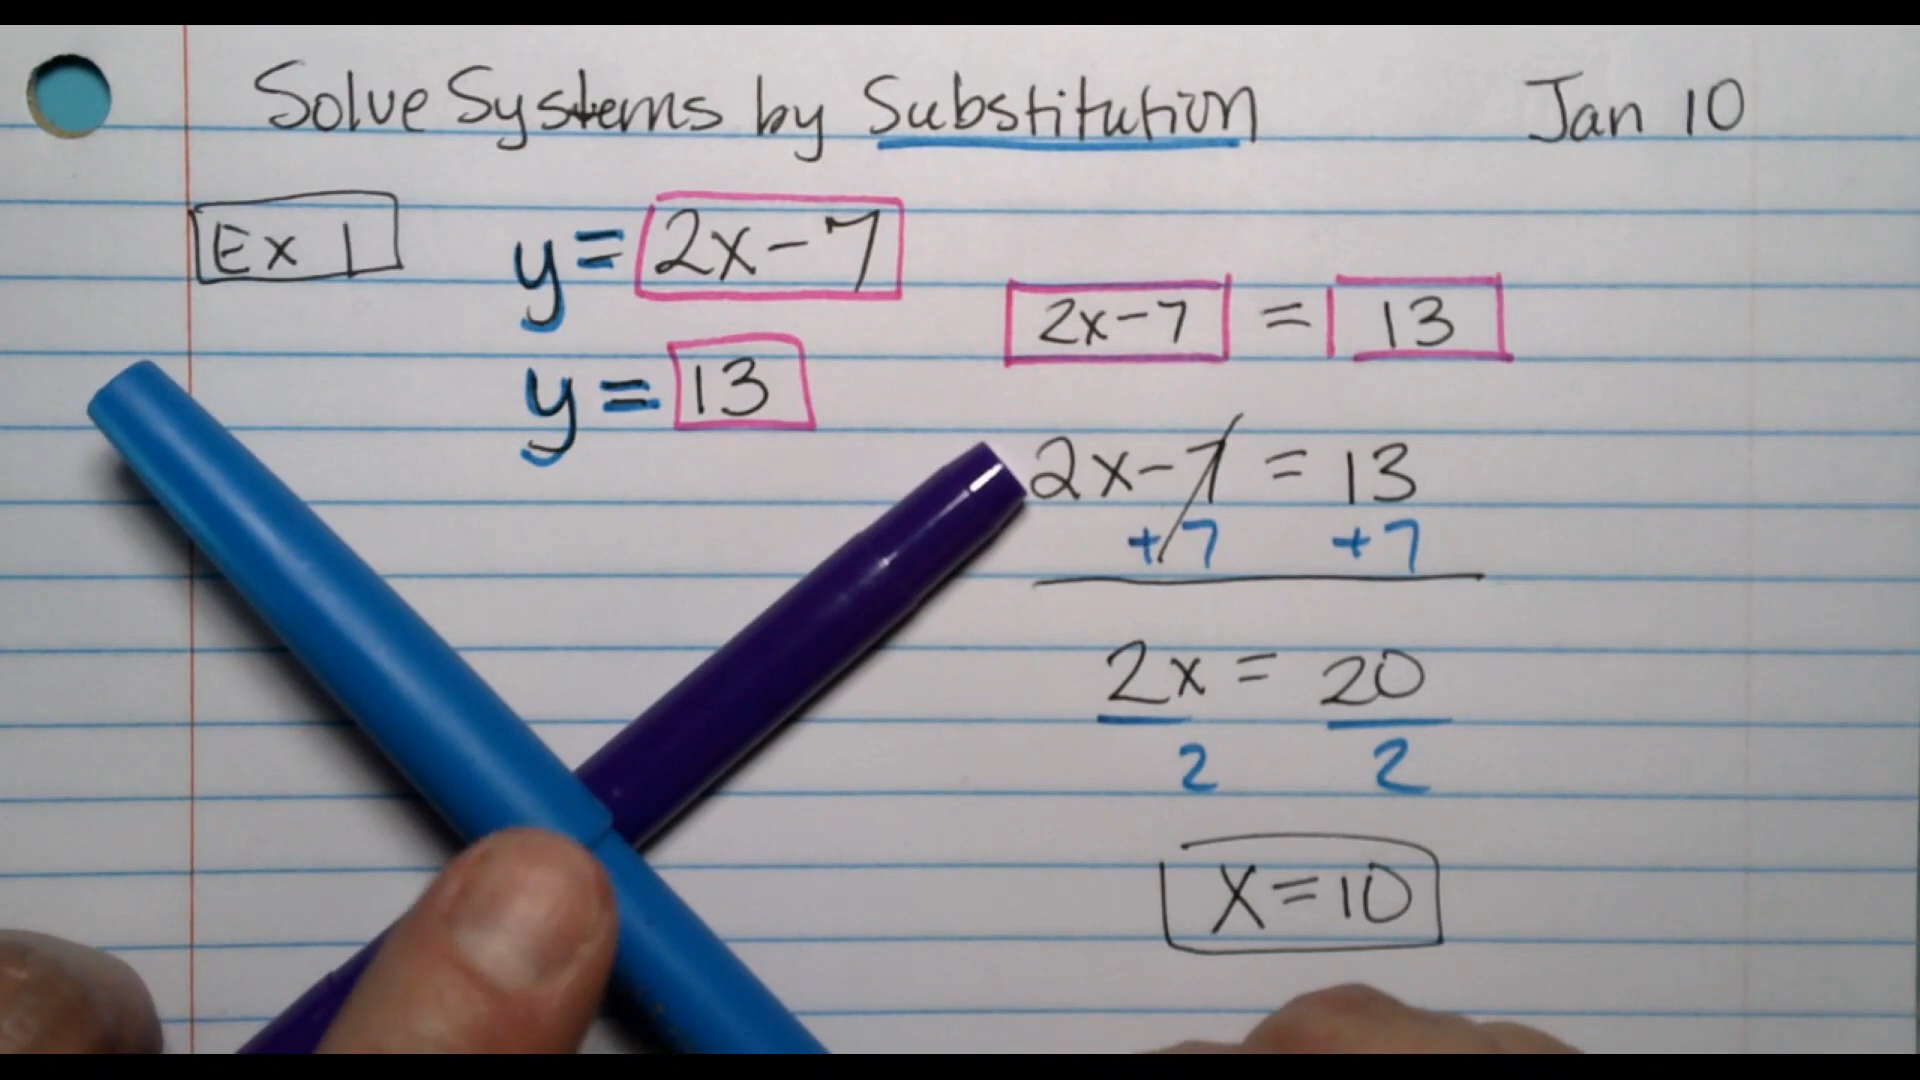 Solve Systems by Substitution Jan 10
Ex 1
y = 2x - 7
y = 13
2x - 7 = 13
2x - 7 = 13
+7 +7
2x = 20
2 2
x = 10